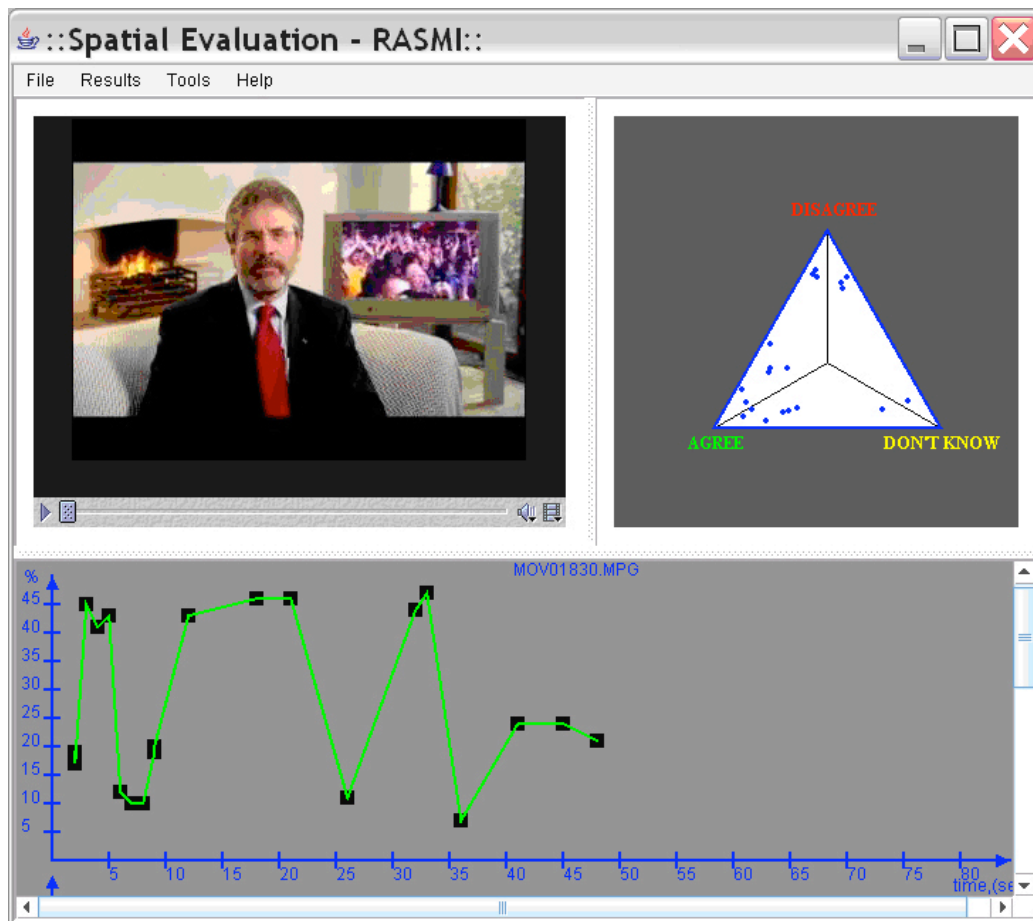 ::Spatial Evaluation - RASMI::
File Results Tools Help
DISAGREE
AGREE
DON'T KNOW
MOV01830.MPG
%
45
40
35
30
25
20
15
10
5
5 10 15 20 25 30 35 40 45 50 55 60 65 70 75 80
time,(se